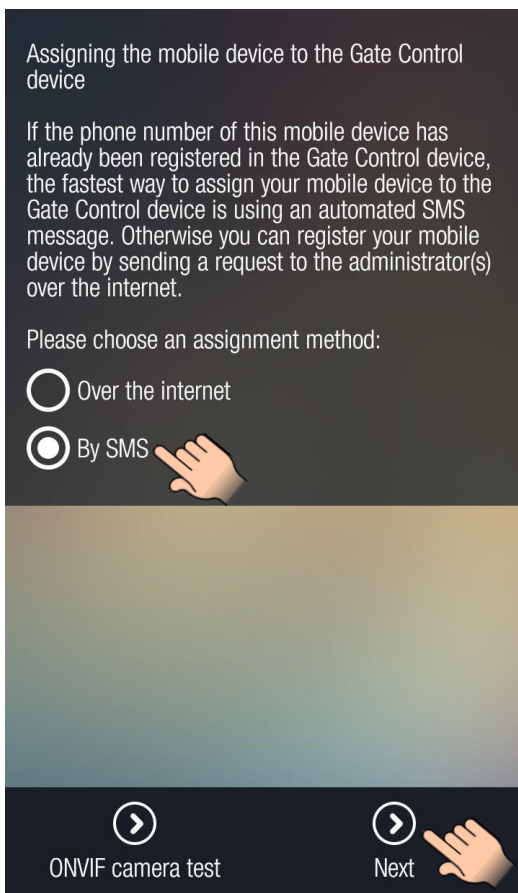 Assigning the mobile device to the Gate Control
device
If the phone number of this mobile device has
already been registered in the Gate Control device,
the fastest way to assign your mobile device to the
Gate Control device is using an automated SMS
message. Otherwise you can register your mobile
device by sending a request to the administrator(s)
over the internet.
Please choose an assignment method:
Over the internet
By SMS
ONVIF camera test
Next